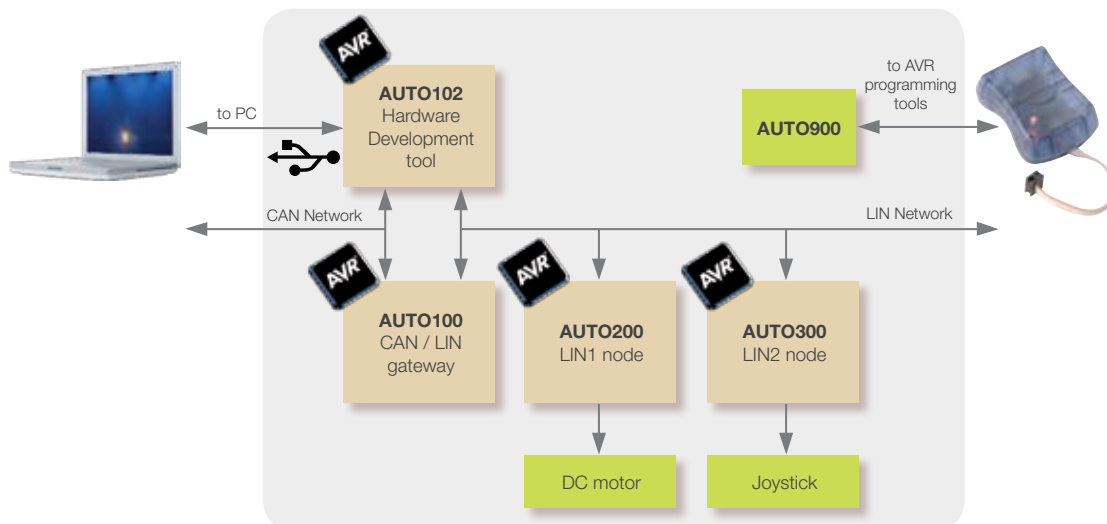 AVR
AUTO102
Hardware
Development
tool
to PC
to AVR
programming
tools
AUTO900
CAN Network
LIN Network
AVR
AUTO100
CAN / LIN
gateway
AVR
AUTO200
LIN1 node
AVR
AUTO300
LIN2 node
DC motor
Joystick